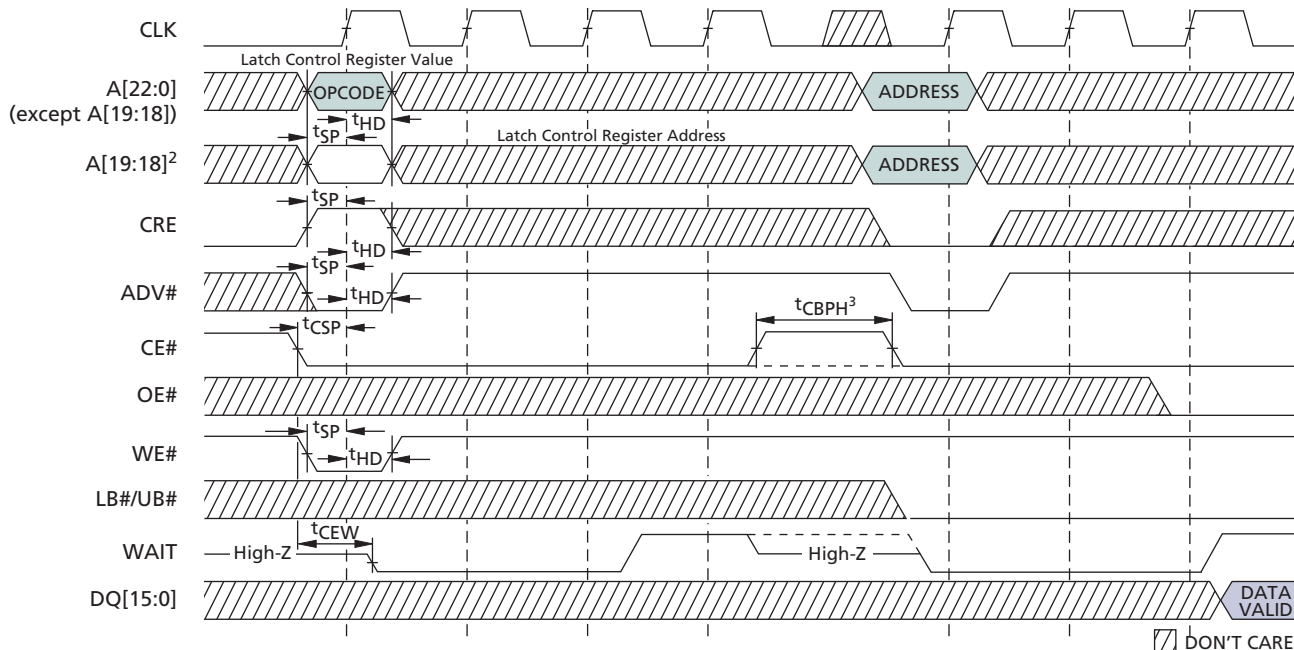 CLK
Latch Control Register Value
A[22:0]
(except A[19:18])
OPCODE
ADDRESS
tSP
tHD
Latch Control Register Address
A[19:18]2
ADDRESS
tSP
CRE
tHD
tSP
ADV#
tHD
tCBPH3
tCSP
CE#
OE#
tSP
WE#
tHD
LB#/UB#
tCEW
WAIT
High-Z
High-Z
DQ[15:0]
DATA
VALID
DON'T CARE